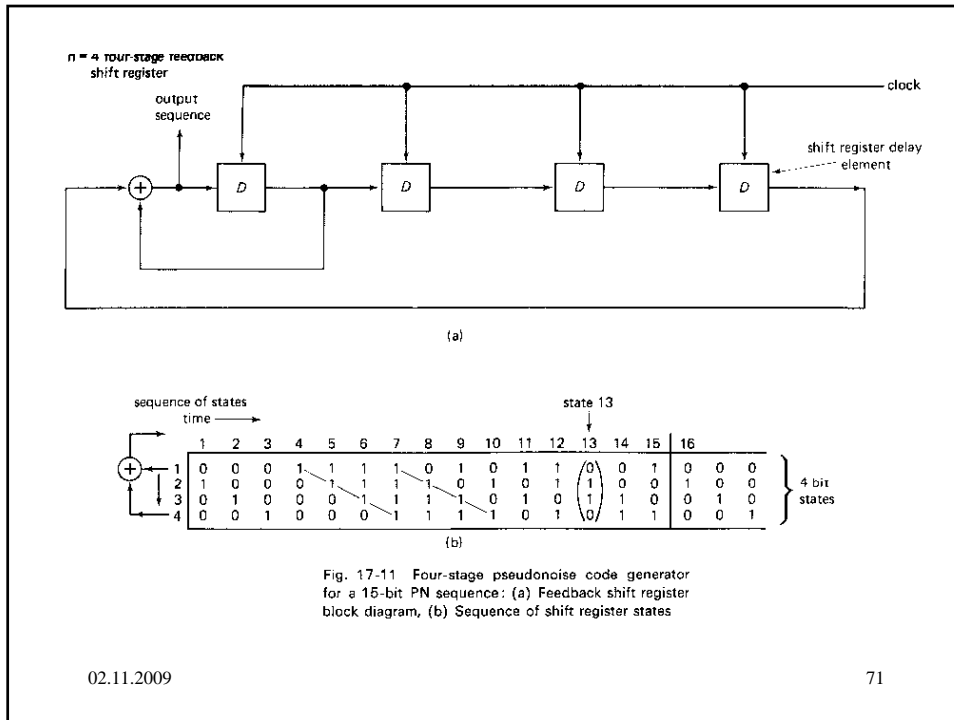 n = 4 four-stage feedback
shift register
output
sequence
clock
shift register delay
element
+
D
D
D
D
(a)
sequence of states
time
state 13
1 2 3 4 5 6 7 8 9 10 11 12 13 14 15 16
+
1 0 0 0 1 1 1 1 0 1 0 1 1 (0) 0 1 0 0 0
2 1 0 0 0 1 1 1 1 0 1 0 1 (1) 0 0 1 0 0
3 0 1 0 0 0 1 1 1 1 0 1 0 (1) 1 0 0 1 0
4 0 0 1 0 0 0 1 1 1 1 0 1 (0) 1 1 0 0 1
4 bit
states
(b)
Fig. 17-11 Four-stage pseudonoise code generator
for a 15-bit PN sequence: (a) Feedback shift register
block diagram, (b) Sequence of shift register states
02.11.2009
71